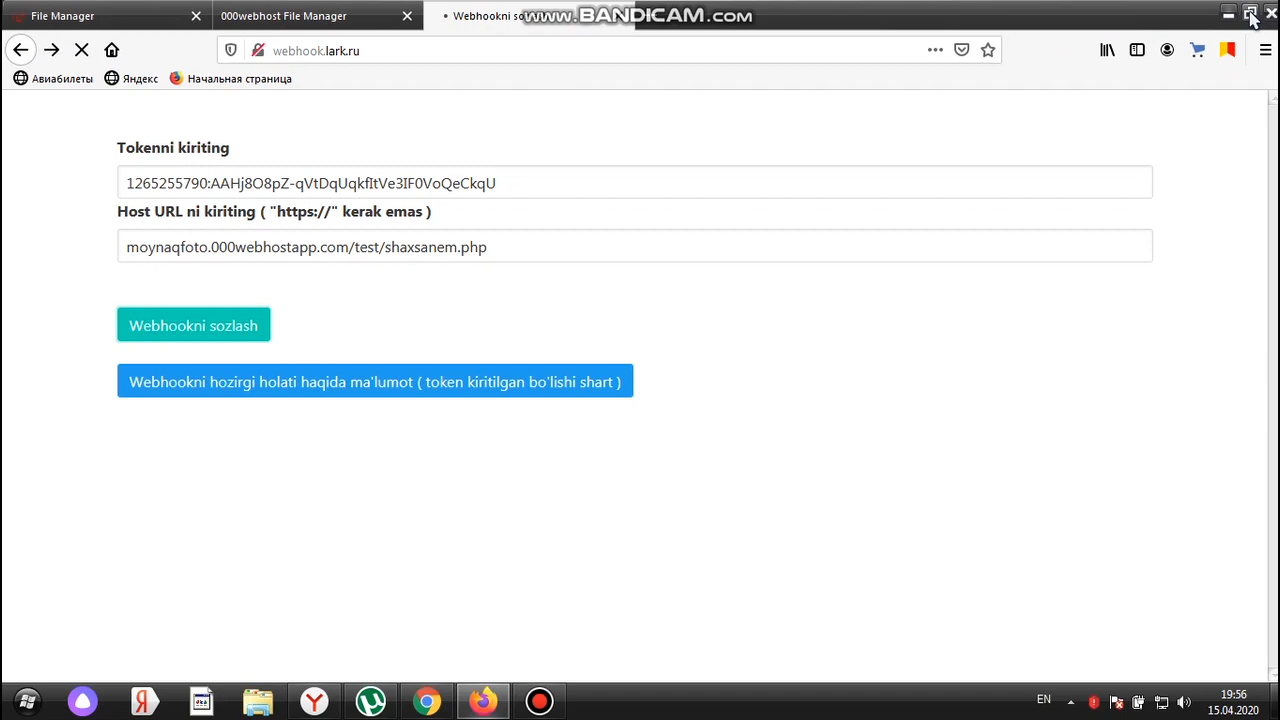 File Manager
000webhost File Manager
Webhookni so
www.BANDICAM.com
webhook.lark.ru
Авиабилеты
Яндекс
Начальная страница
Tokenni kiriting
1265255790:AAHj8O8pZ-qVtDqUqkfItVe3IF0VoQeCkqU
Host URL ni kiriting ( "https://" kerak emas )
moynaqfoto.000webhostapp.com/test/shaxsanem.php
Webhookni sozlash
Webhookni hozirgi holati haqida ma'lumot ( token kiritilgan bo'lishi shart )
EN
19:56
15.04.2020